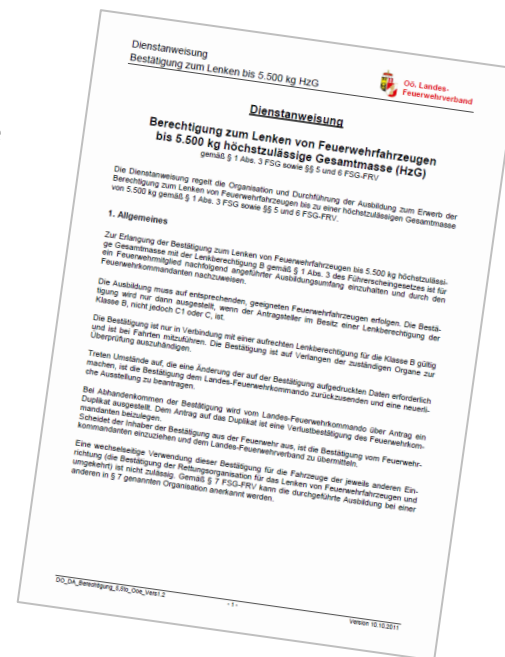 Dienstanweisung
Bestätigung zum Lenken bis 5.500 kg HzG
Oö. Landes-
Feuerwehrverband
Dienstanweisung
Berechtigung zum Lenken von Feuerwehrfahrzeugen
bis 5.500 kg höchstzulässige Gesamtmasse (HzG)
gemäß § 1 Abs. 3 FSG sowie §§ 5 und 6 FSG-FRV
Die Dienstanweisung regelt die Organisation und Durchführung der Ausbildung zum Erwerb der
Berechtigung zum Lenken von Feuerwehrfahrzeugen bis zu einer höchstzulässigen Gesamtmasse
von 5.500 kg gemäß § 1 Abs. 3 FSG sowie §§ 5 und 6 FSG-FRV.
1. Allgemeines
Zur Erlangung der Bestätigung zum Lenken von Feuerwehrfahrzeugen bis 5.500 kg höchstzulässi-
ge Gesamtmasse mit der Lenkberechtigung B gemäß § 1 Abs. 3 des Führerscheingesetzes ist für
ein Feuerwehrmitglied nachfolgend angeführter Ausbildungsumfang einzuhalten und durch den
Feuerwehrkommandanten nachzuweisen.
Die Ausbildung muss auf entsprechenden, geeigneten Feuerwehrfahrzeugen erfolgen. Die Bestä-
tigung wird nur dann ausgestellt, wenn der Antragsteller im Besitz einer Lenkberechtigung der
Klasse B, nicht jedoch C1 oder C, ist.
Die Bestätigung ist nur in Verbindung mit einer aufrechten Lenkberechtigung für die Klasse B gültig
und ist bei Fahrten mitzuführen. Die Bestätigung ist auf Verlangen der zuständigen Organe zur
Überprüfung auszuhändigen.
Treten Umstände auf, die eine Änderung der auf der Bestätigung aufgedruckten Daten erforderlich
machen, ist die Bestätigung dem Landes-Feuerwehrkommando zurückzusenden und eine neuerli-
che Ausstellung zu beantragen.
Bei Abhandenkommen der Bestätigung wird vom Landes-Feuerwehrkommando über Antrag ein
Duplikat ausgestellt. Dem Antrag auf das Duplikat ist eine Verlustbestätigung des Feuerwehrkom-
mandanten beizulegen.
Scheidet der Inhaber der Bestätigung aus der Feuerwehr aus, ist die Bestätigung vom Feuerwehr-
kommandanten einzuziehen und dem Landes-Feuerwehrverband zu übermitteln.
Eine wechselseitige Verwendung dieser Bestätigung für die Fahrzeuge der jeweils anderen Ein-
richtung (die Bestätigung der Rettungsorganisation für das Lenken von Feuerwehrfahrzeugen und
umgekehrt) ist nicht zulässig. Gemäß § 7 FSG-FRV kann die durchgeführte Ausbildung bei einer
anderen in § 7 genannten Organisation anerkannt werden.
DO_DA_Berechtigung_5,5to_Ooe_Vers1.2
- 1 -
Version 10.10.2011